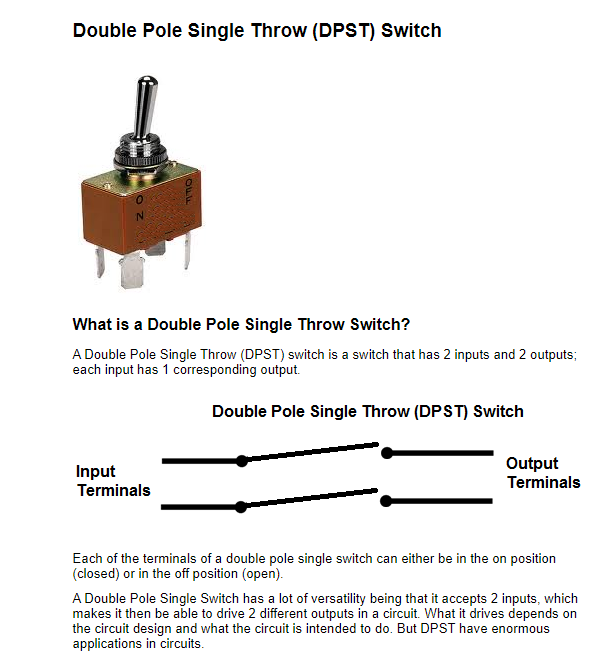 Double Pole Single Throw (DPST) Switch
ON
OFF
What is a Double Pole Single Throw Switch?
A Double Pole Single Throw (DPST) switch is a switch that has 2 inputs and 2 outputs;
each input has 1 corresponding output.
Double Pole Single Throw (DPST) Switch
Input
Terminals
Output
Terminals
Each of the terminals of a double pole single switch can either be in the on position
(closed) or in the off position (open).
A Double Pole Single Switch has a lot of versatility being that it accepts 2 inputs, which
makes it then be able to drive 2 different outputs in a circuit. What it drives depends on
the circuit design and what the circuit is intended to do. But DPST have enormous
applications in circuits.